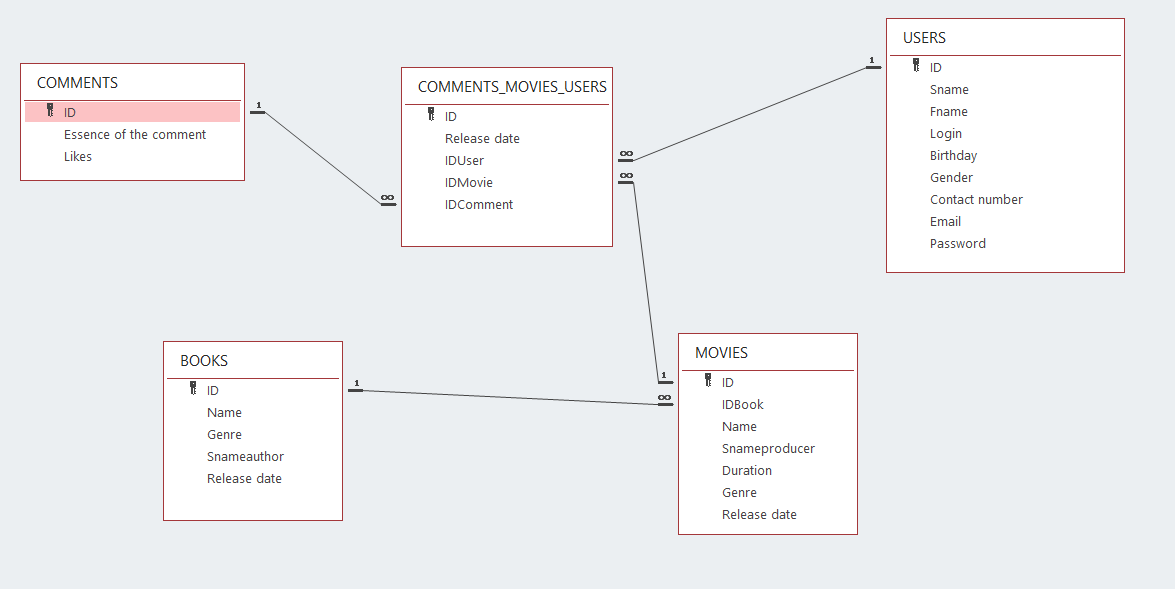 COMMENTS
ID
Essence of the comment
Likes
1
∞
COMMENTS_MOVIES_USERS
ID
Release date
IDUser
IDMovie
IDComment
∞
∞
1
USERS
ID
Sname
Fname
Login
Birthday
Gender
Contact number
Email
Password
BOOKS
ID
Name
Genre
Snameauthor
Release date
1
1
∞
MOVIES
ID
IDBook
Name
Snameproducer
Duration
Genre
Release date